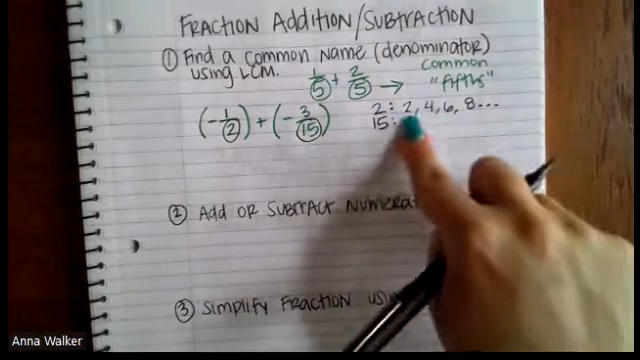 FRACTION ADDITION/SUBTRACTION
① Find a common name (denominator)
using LCM.
1/5 + 2/5 → common
"fifths"
(-1/2) + (-3/15)
2: 2, 4, 6, 8...
15:
② Add OR SUBTRACT
③ Simplify FRACTION
Anna Walker